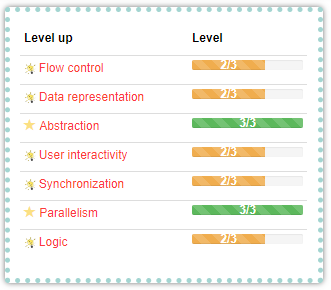 Level up Level
Flow control 2/3
Data representation 2/3
Abstraction 3/3
User interactivity 2/3
Synchronization 2/3
Parallelism 3/3
Logic 2/3